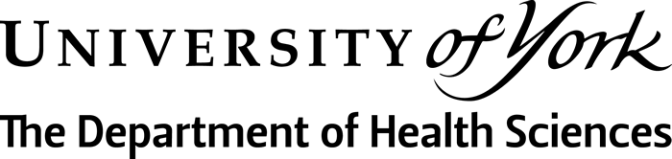 UNIVERSITY of York
The Department of Health Sciences